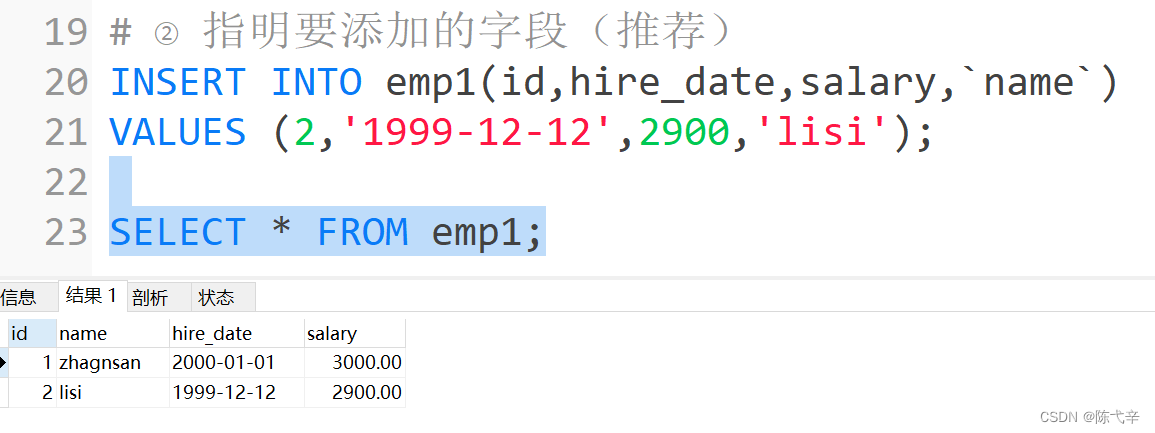 19 # ② 指明要添加的字段（推荐）
20 INSERT INTO emp1(id,hire_date,salary,`name`)
21 VALUES (2,'1999-12-12',2900,'lisi');
22
23 SELECT * FROM emp1;
信息 结果 1 剖析 状态
id name hire_date salary
1 zhagnsan 2000-01-01 3000.00
2 lisi 1999-12-12 2900.00
CSDN @陈弋辛